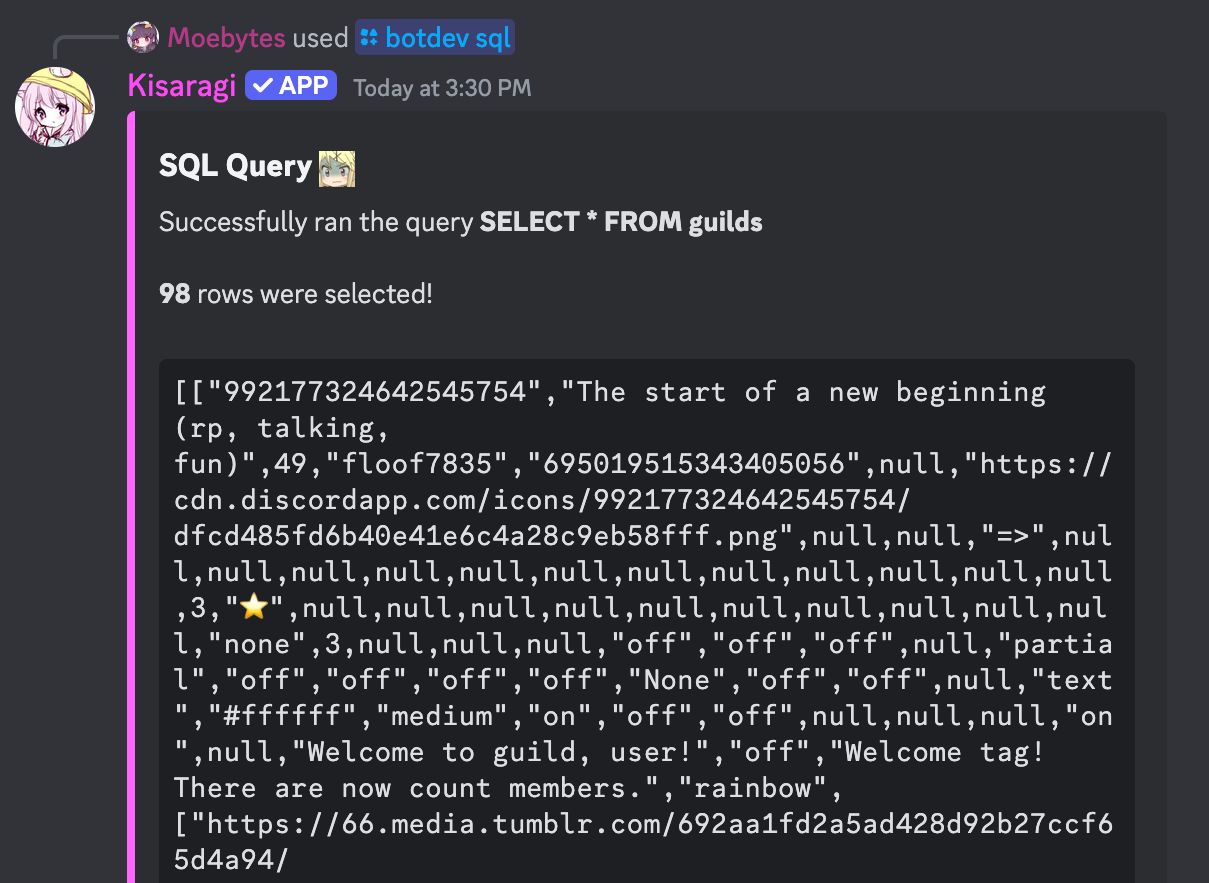 Moebytes used botdev sql
Kisaragi APP Today at 3:30 PM
SQL Query
Successfully ran the query SELECT * FROM guilds
98 rows were selected!
[["992177324642545754","The start of a new beginning
(rp, talking,
fun)",49,"floof7835","695019515343405056",null,"https://
cdn.discordapp.com/icons/992177324642545754/
dfcd485fd6b40e41e6c4a28c9eb58fff.png",null,null,"=>",nul
l,null,null,null,null,null,null,null,null,null,null,null
,3,"⭐",null,null,null,null,null,null,null,null,null,nul
l,"none",3,null,null,null,"off","off","off",null,"partia
l","off","off","off","off","None","off","off",null,"text
","#ffffff","medium","on","off","off",null,null,null,"on
",null,"Welcome to guild, user!","off","Welcome tag!
There are now count members.","rainbow",
["https://66.media.tumblr.com/692aa1fd2a5ad428d92b27ccf6
5d4a94/